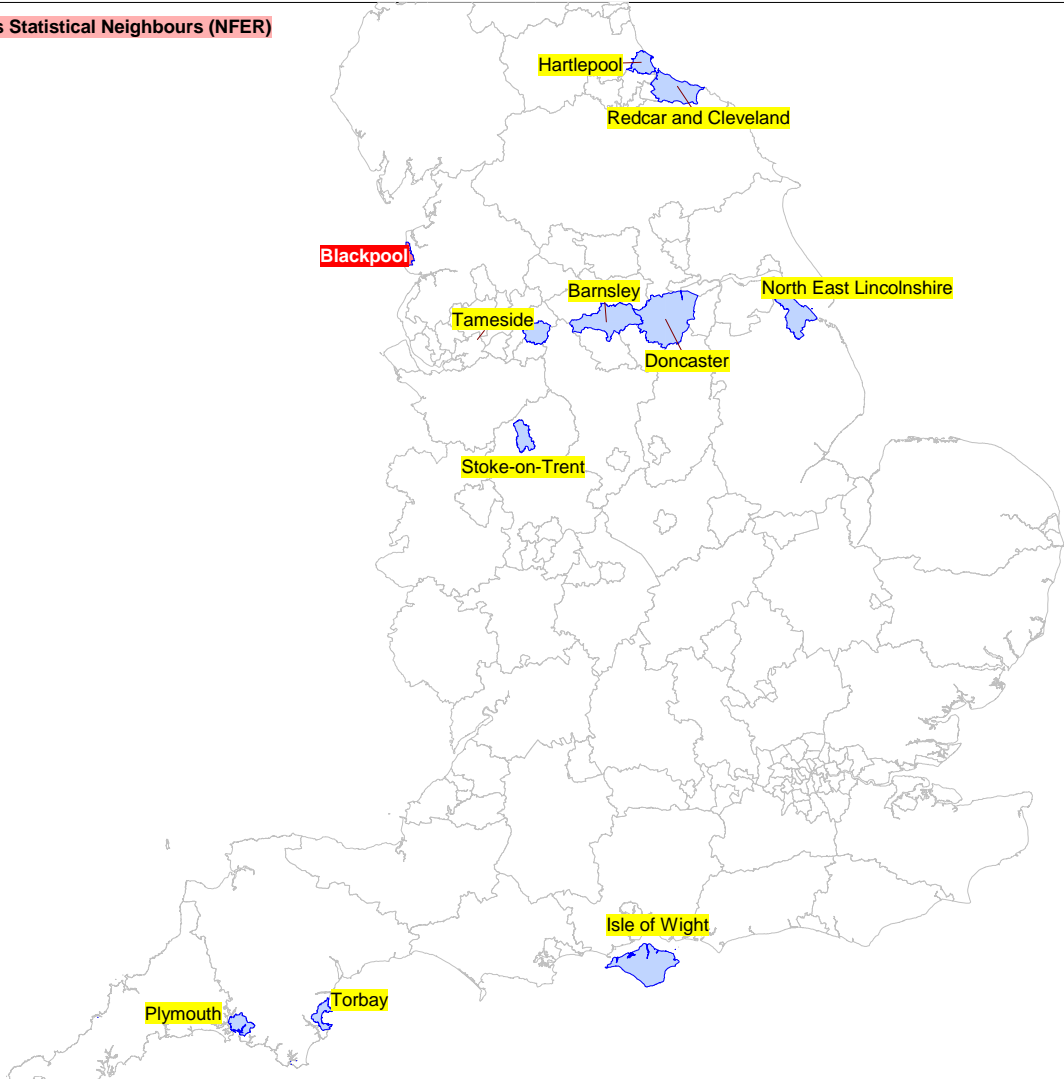 s Statistical Neighbours (NFER)
Hartlepool
Redcar and Cleveland
Blackpool
Barnsley
North East Lincolnshire
Tameside
Doncaster
Stoke-on-Trent
Isle of Wight
Torbay
Plymouth